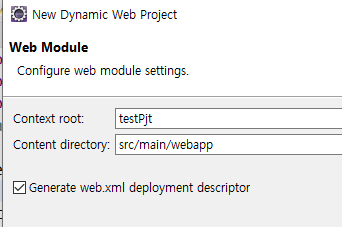 New Dynamic Web Project
Web Module
Configure web module settings.
Context root: testPjt
Content directory: src/main/webapp
Generate web.xml deployment descriptor